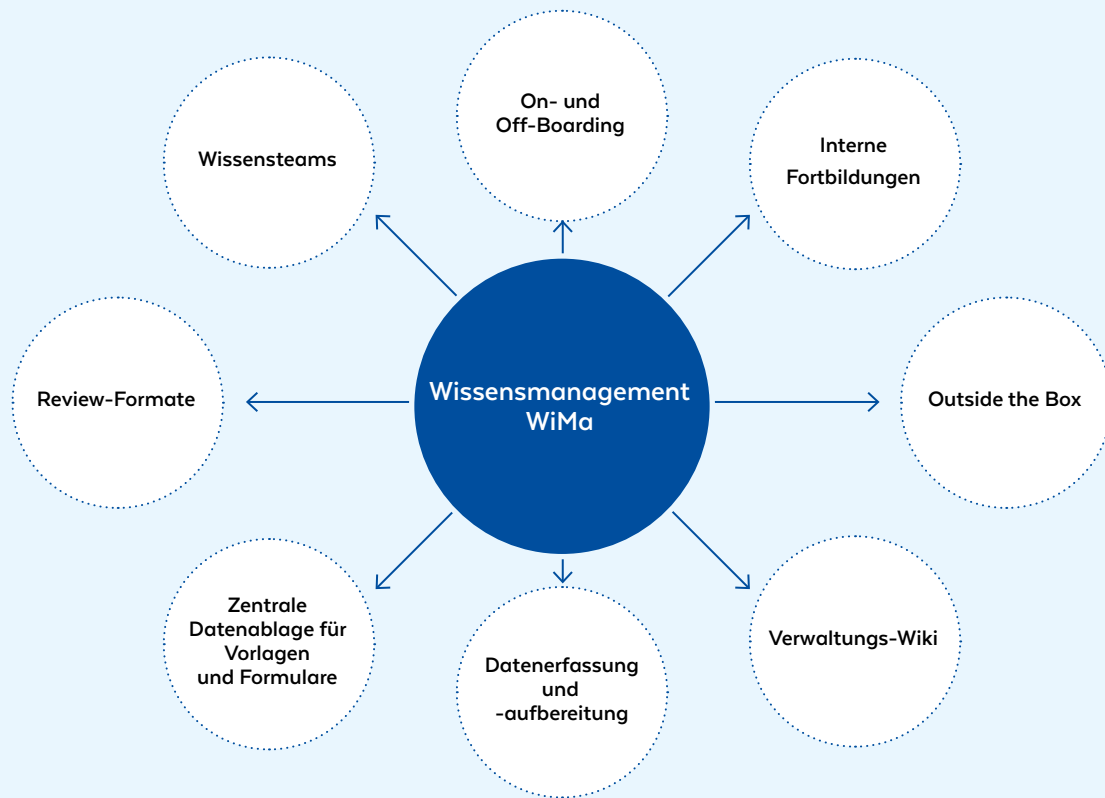 On- und
Off-Boarding
Wissensteams
Interne
Fortbildungen
Review-Formate
Wissensmanagement
WiMa
Outside the Box
Zentrale
Datenablage für
Vorlagen
und Formulare
Datenerfassung
und
-aufbereitung
Verwaltungs-Wiki